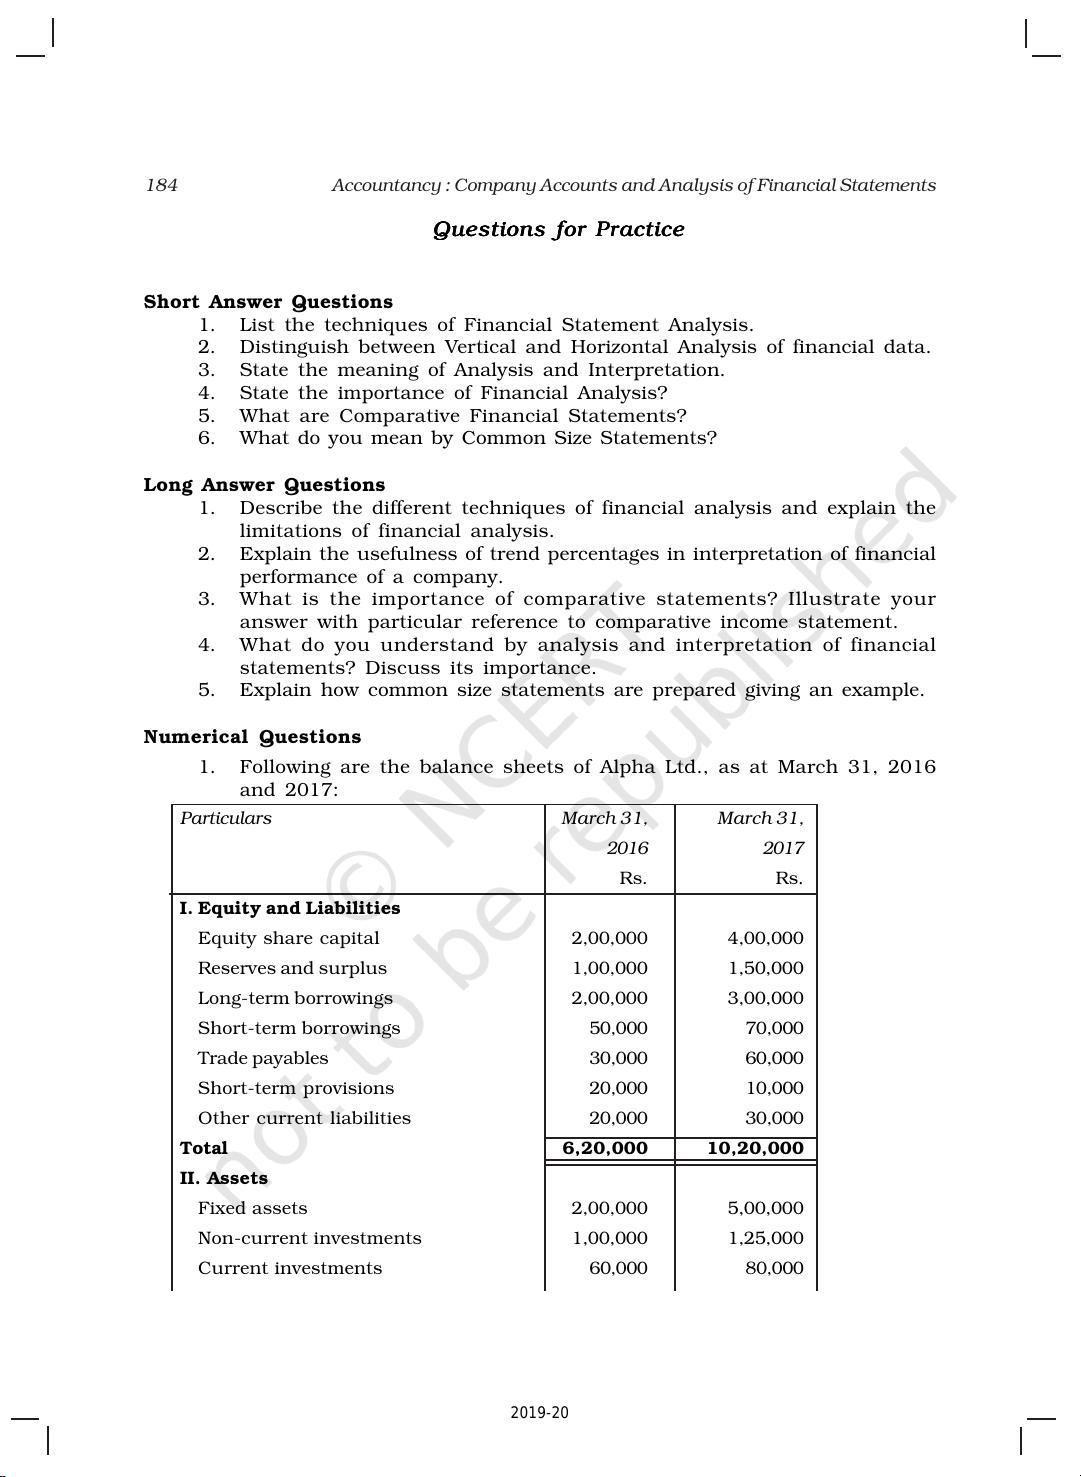 184 Accountancy : Company Accounts and Analysis of Financial Statements
Questions for Practice
Short Answer Questions
1. List the techniques of Financial Statement Analysis.
2. Distinguish between Vertical and Horizontal Analysis of financial data.
3. State the meaning of Analysis and Interpretation.
4. State the importance of Financial Analysis?
5. What are Comparative Financial Statements?
6. What do you mean by Common Size Statements?
Long Answer Questions
1. Describe the different techniques of financial analysis and explain the
limitations of financial analysis.
2. Explain the usefulness of trend percentages in interpretation of financial
performance of a company.
3. What is the importance of comparative statements? Illustrate your
answer with particular reference to comparative income statement.
4. What do you understand by analysis and interpretation of financial
statements? Discuss its importance.
5. Explain how common size statements are prepared giving an example.
Numerical Questions
1. Following are the balance sheets of Alpha Ltd., as at March 31, 2016
and 2017:
Particulars March 31, March 31,
2016 2017
Rs. Rs.
I. Equity and Liabilities
Equity share capital 2,00,000 4,00,000
Reserves and surplus 1,00,000 1,50,000
Long-term borrowings 2,00,000 3,00,000
Short-term borrowings 50,000 70,000
Trade payables 30,000 60,000
Short-term provisions 20,000 10,000
Other current liabilities 20,000 30,000
Total 6,20,000 10,20,000
II. Assets
Fixed assets 2,00,000 5,00,000
Non-current investments 1,00,000 1,25,000
Current investments 60,000 80,000
© NCERT
not to be republished
2019-20